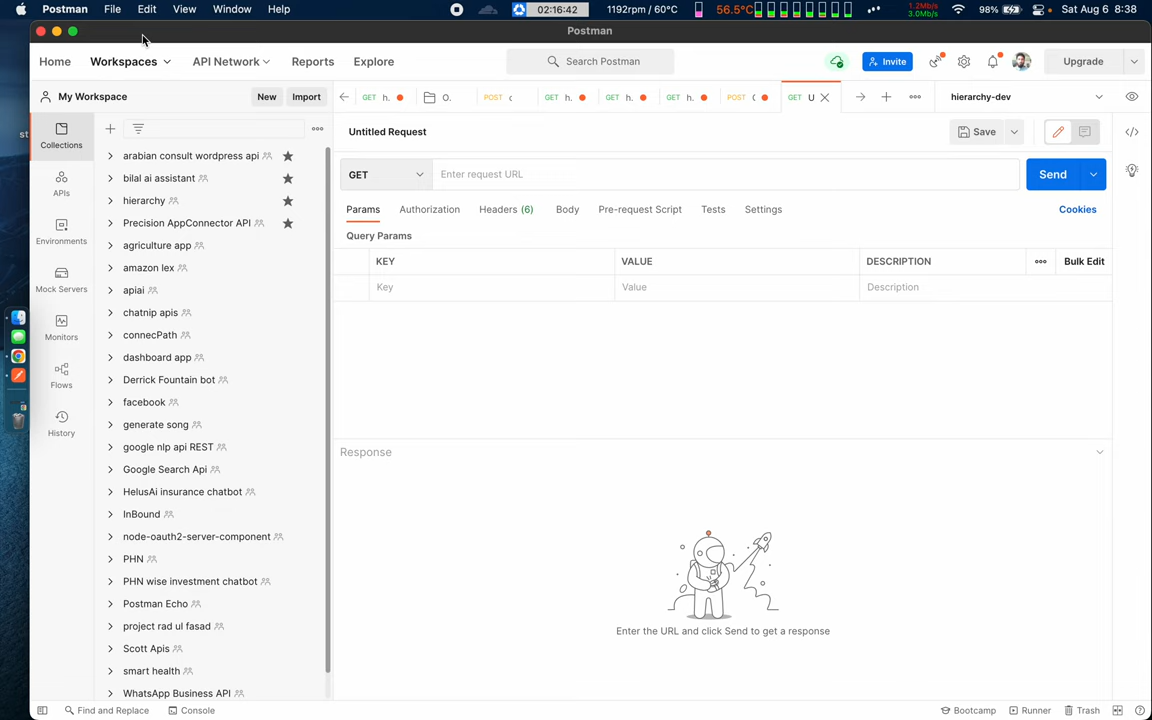 Postman File Edit View Window Help 02:16:42 1192rpm / 60°C 56.5°C 1.2Mb/s 3.0Mb/s 98% Sat Aug 6 8:38
Postman
Home Workspaces API Network Reports Explore Search Postman Invite Upgrade
My Workspace New Import GET h. O. POST GET h. GET h. GET h. POST GET U hierarchy-dev
Collections
APIs
Environments
Mock Servers
Monitors
Flows
History
arabian consult wordpress api
bilal ai assistant
hierarchy
Precision AppConnector API
agriculture app
amazon lex
apiai
chatnip apis
connecPath
dashboard app
Derrick Fountain bot
facebook
generate song
google nlp api REST
Google Search Api
HelusAi insurance chatbot
InBound
node-oauth2-server-component
PHN
PHN wise investment chatbot
Postman Echo
project rad ul fasad
Scott Apis
smart health
WhatsApp Business API
Untitled Request Save
GET Enter request URL Send
Params Authorization Headers (6) Body Pre-request Script Tests Settings Cookies
Query Params
KEY VALUE DESCRIPTION Bulk Edit
Key Value Description
Response
Enter the URL and click Send to get a response
Find and Replace Console Bootcamp Runner Trash